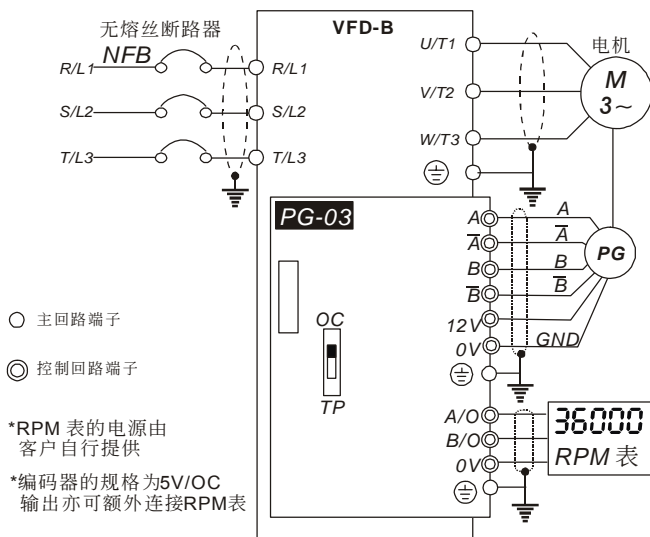 无熔丝断路器
NFB
R/L1
S/L2
T/L3
R/L1
S/L2
T/L3
VFD-B
U/T1
V/T2
W/T3
电机
M
3~
PG-03
OC
TP
A
A̅
B
B̅
12V
0V
A
A̅
B
B̅
GND
PG
A/O
B/O
0V
36000
RPM 表
主回路端子
控制回路端子
*RPM 表的电源由
客户自行提供
*编码器的规格为5V/OC
输出亦可额外连接RPM表